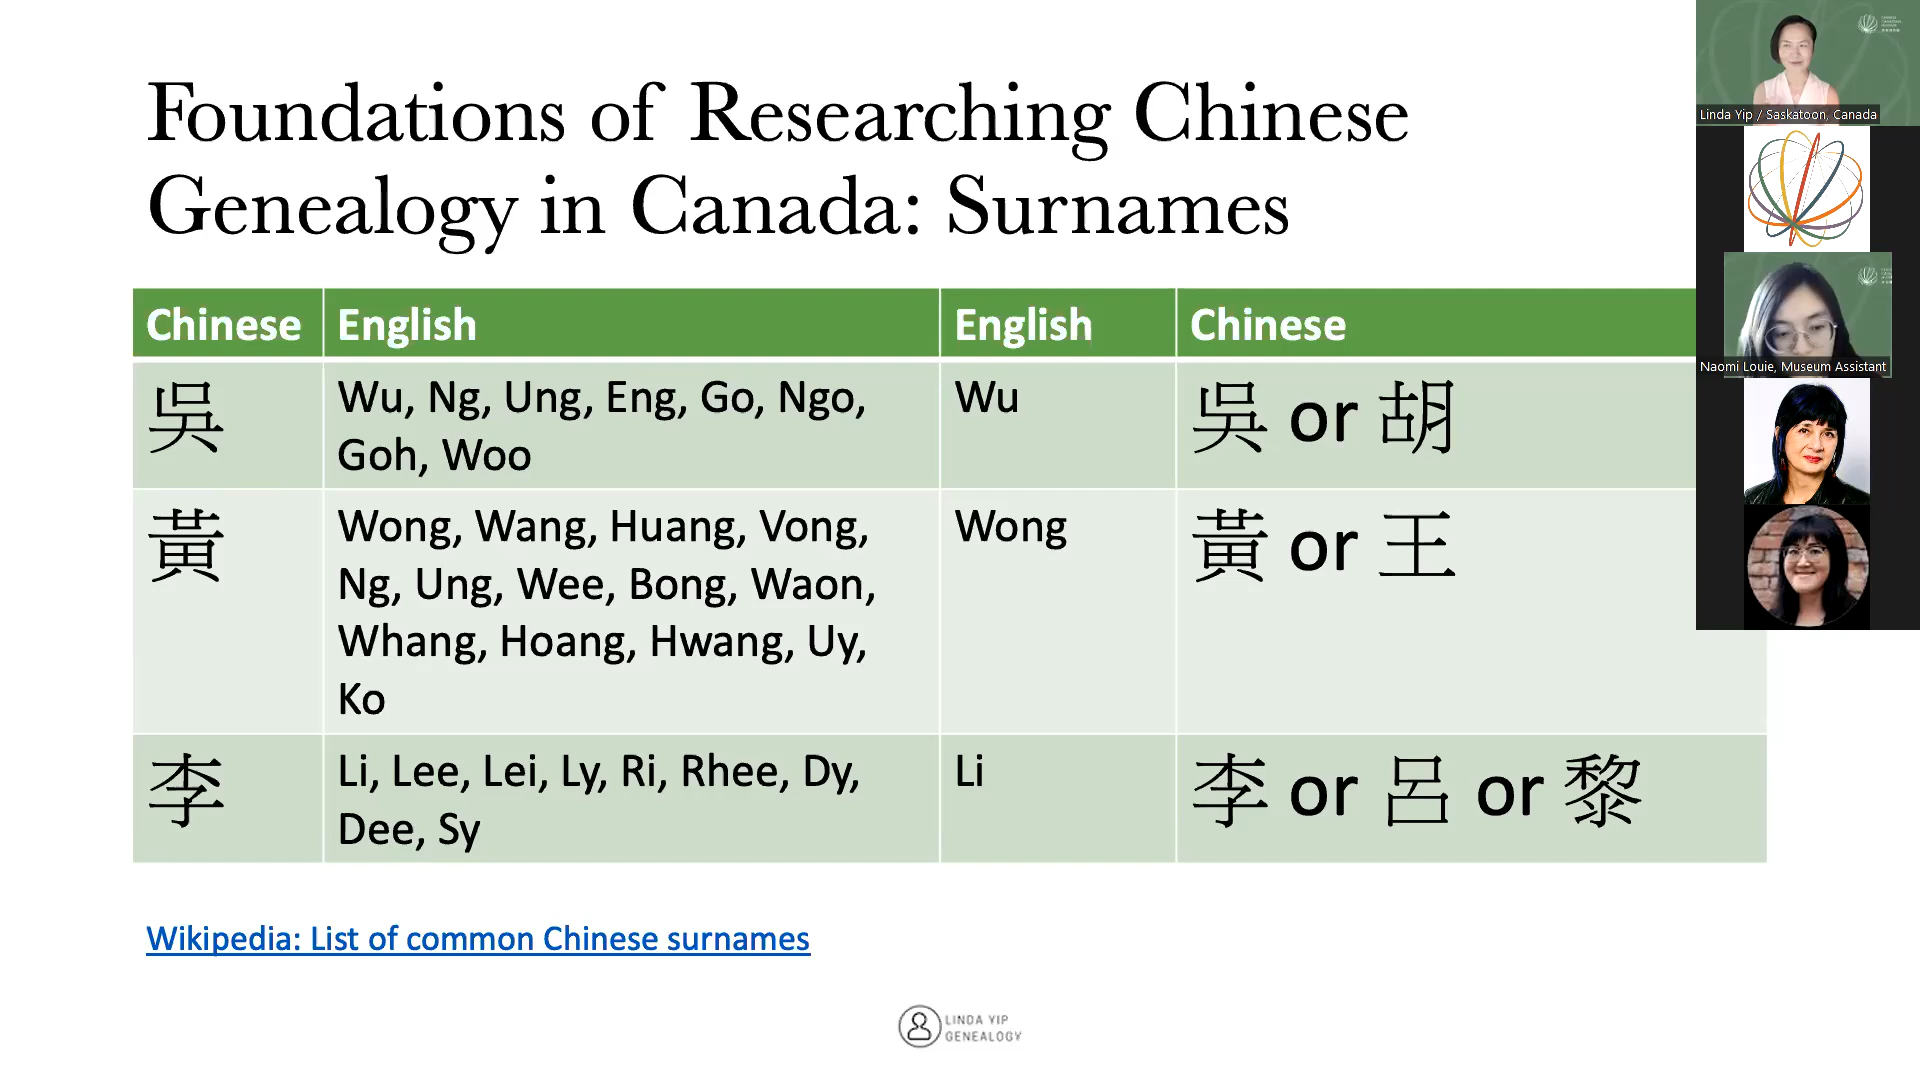 Foundations of Researching Chinese
Genealogy in Canada: Surnames
Chinese English English Chinese
吳 Wu, Ng, Ung, Eng, Go, Ngo, Wu 吳 or 胡
Goh, Woo
黃 Wong, Wang, Huang, Vong, Wong 黃 or 王
Ng, Ung, Wee, Bong, Waon,
Whang, Hoang, Hwang, Uy,
Ko
李 Li, Lee, Lei, Ly, Ri, Rhee, Dy, Li 李 or 呂 or 黎
Dee, Sy
Wikipedia: List of common Chinese surnames
LINDA YIP
GENEALOGY
Linda Yip / Saskatoon, Canada
Naomi Louie, Museum Assistant